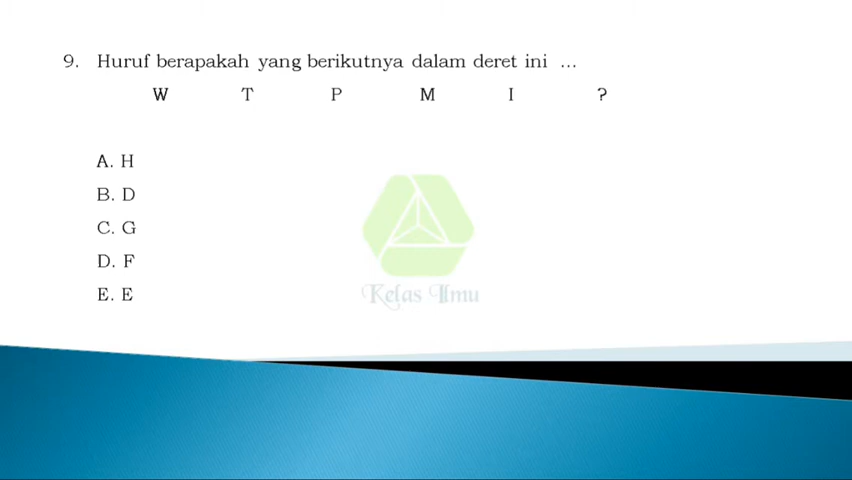 9. Huruf berapakah yang berikutnya dalam deret ini ...
W T P M I ?
A. H
B. D
C. G
D. F
E. E
Kelas Ilmu